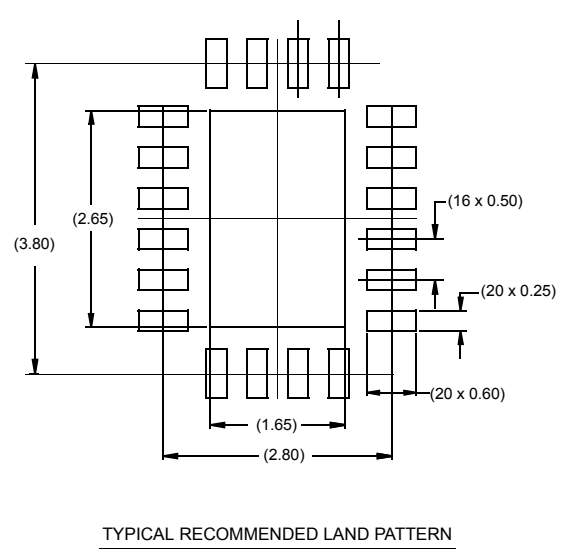 (16 x 0.50)
(2.65)
(3.80)
(20 x 0.25)
(20 x 0.60)
(1.65)
(2.80)
TYPICAL RECOMMENDED LAND PATTERN